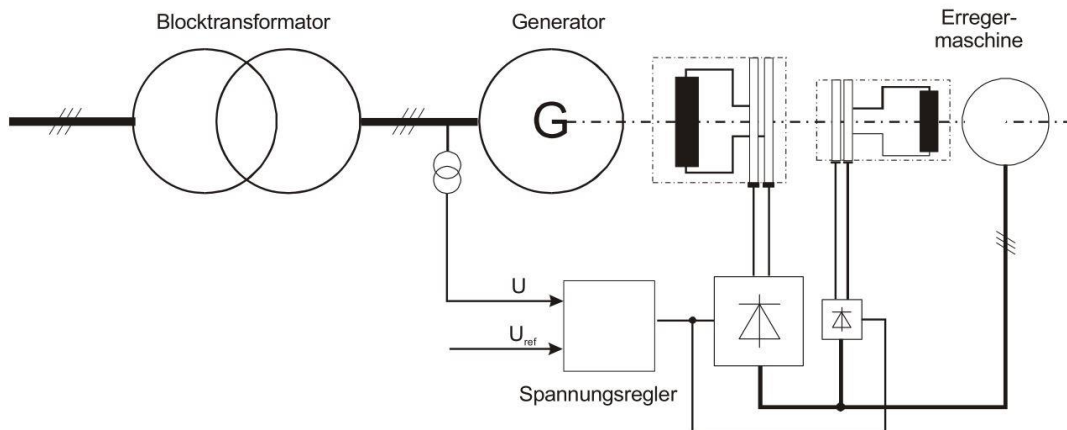 Blocktransformator
Generator
Erreger-
maschine
G
U
U ref
Spannungsregler